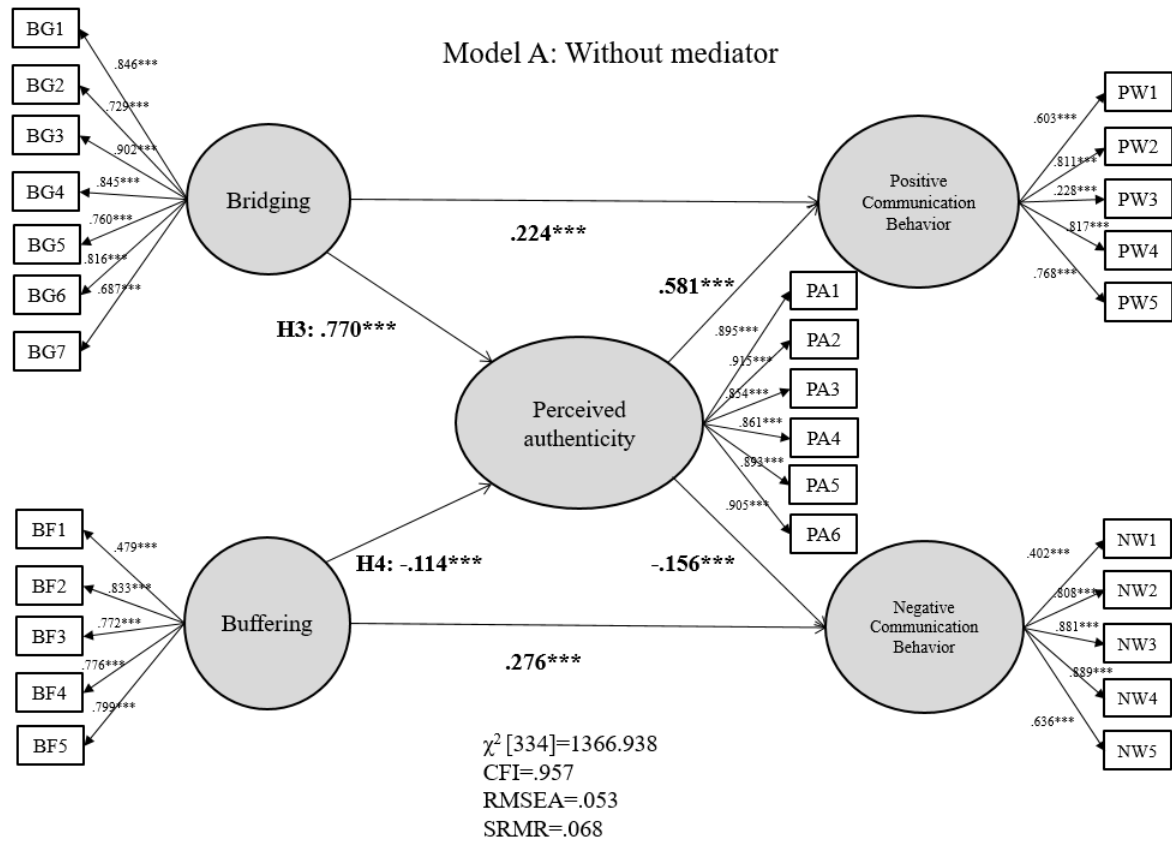 Model A: Without mediator
BG1
BG2
BG3
BG4
BG5
BG6
BG7
.846***
.729***
.902***
.845***
.760***
.816***
.687***
Bridging
.224***
H3: .770***
Positive
Communication
Behavior
.603***
.811***
.228***
.817***
.768***
PW1
PW2
PW3
PW4
PW5
.581***
Perceived
authenticity
.895***
.915***
.854***
.861***
.893***
.905***
PA1
PA2
PA3
PA4
PA5
PA6
BF1
BF2
BF3
BF4
BF5
.479***
.833***
.772***
.776***
.799***
Buffering
H4: -.114***
-.156***
.276***
Negative
Communication
Behavior
.402***
.808***
.881***
.889***
.636***
NW1
NW2
NW3
NW4
NW5
χ² [334]=1366.938
CFI=.957
RMSEA=.053
SRMR=.068